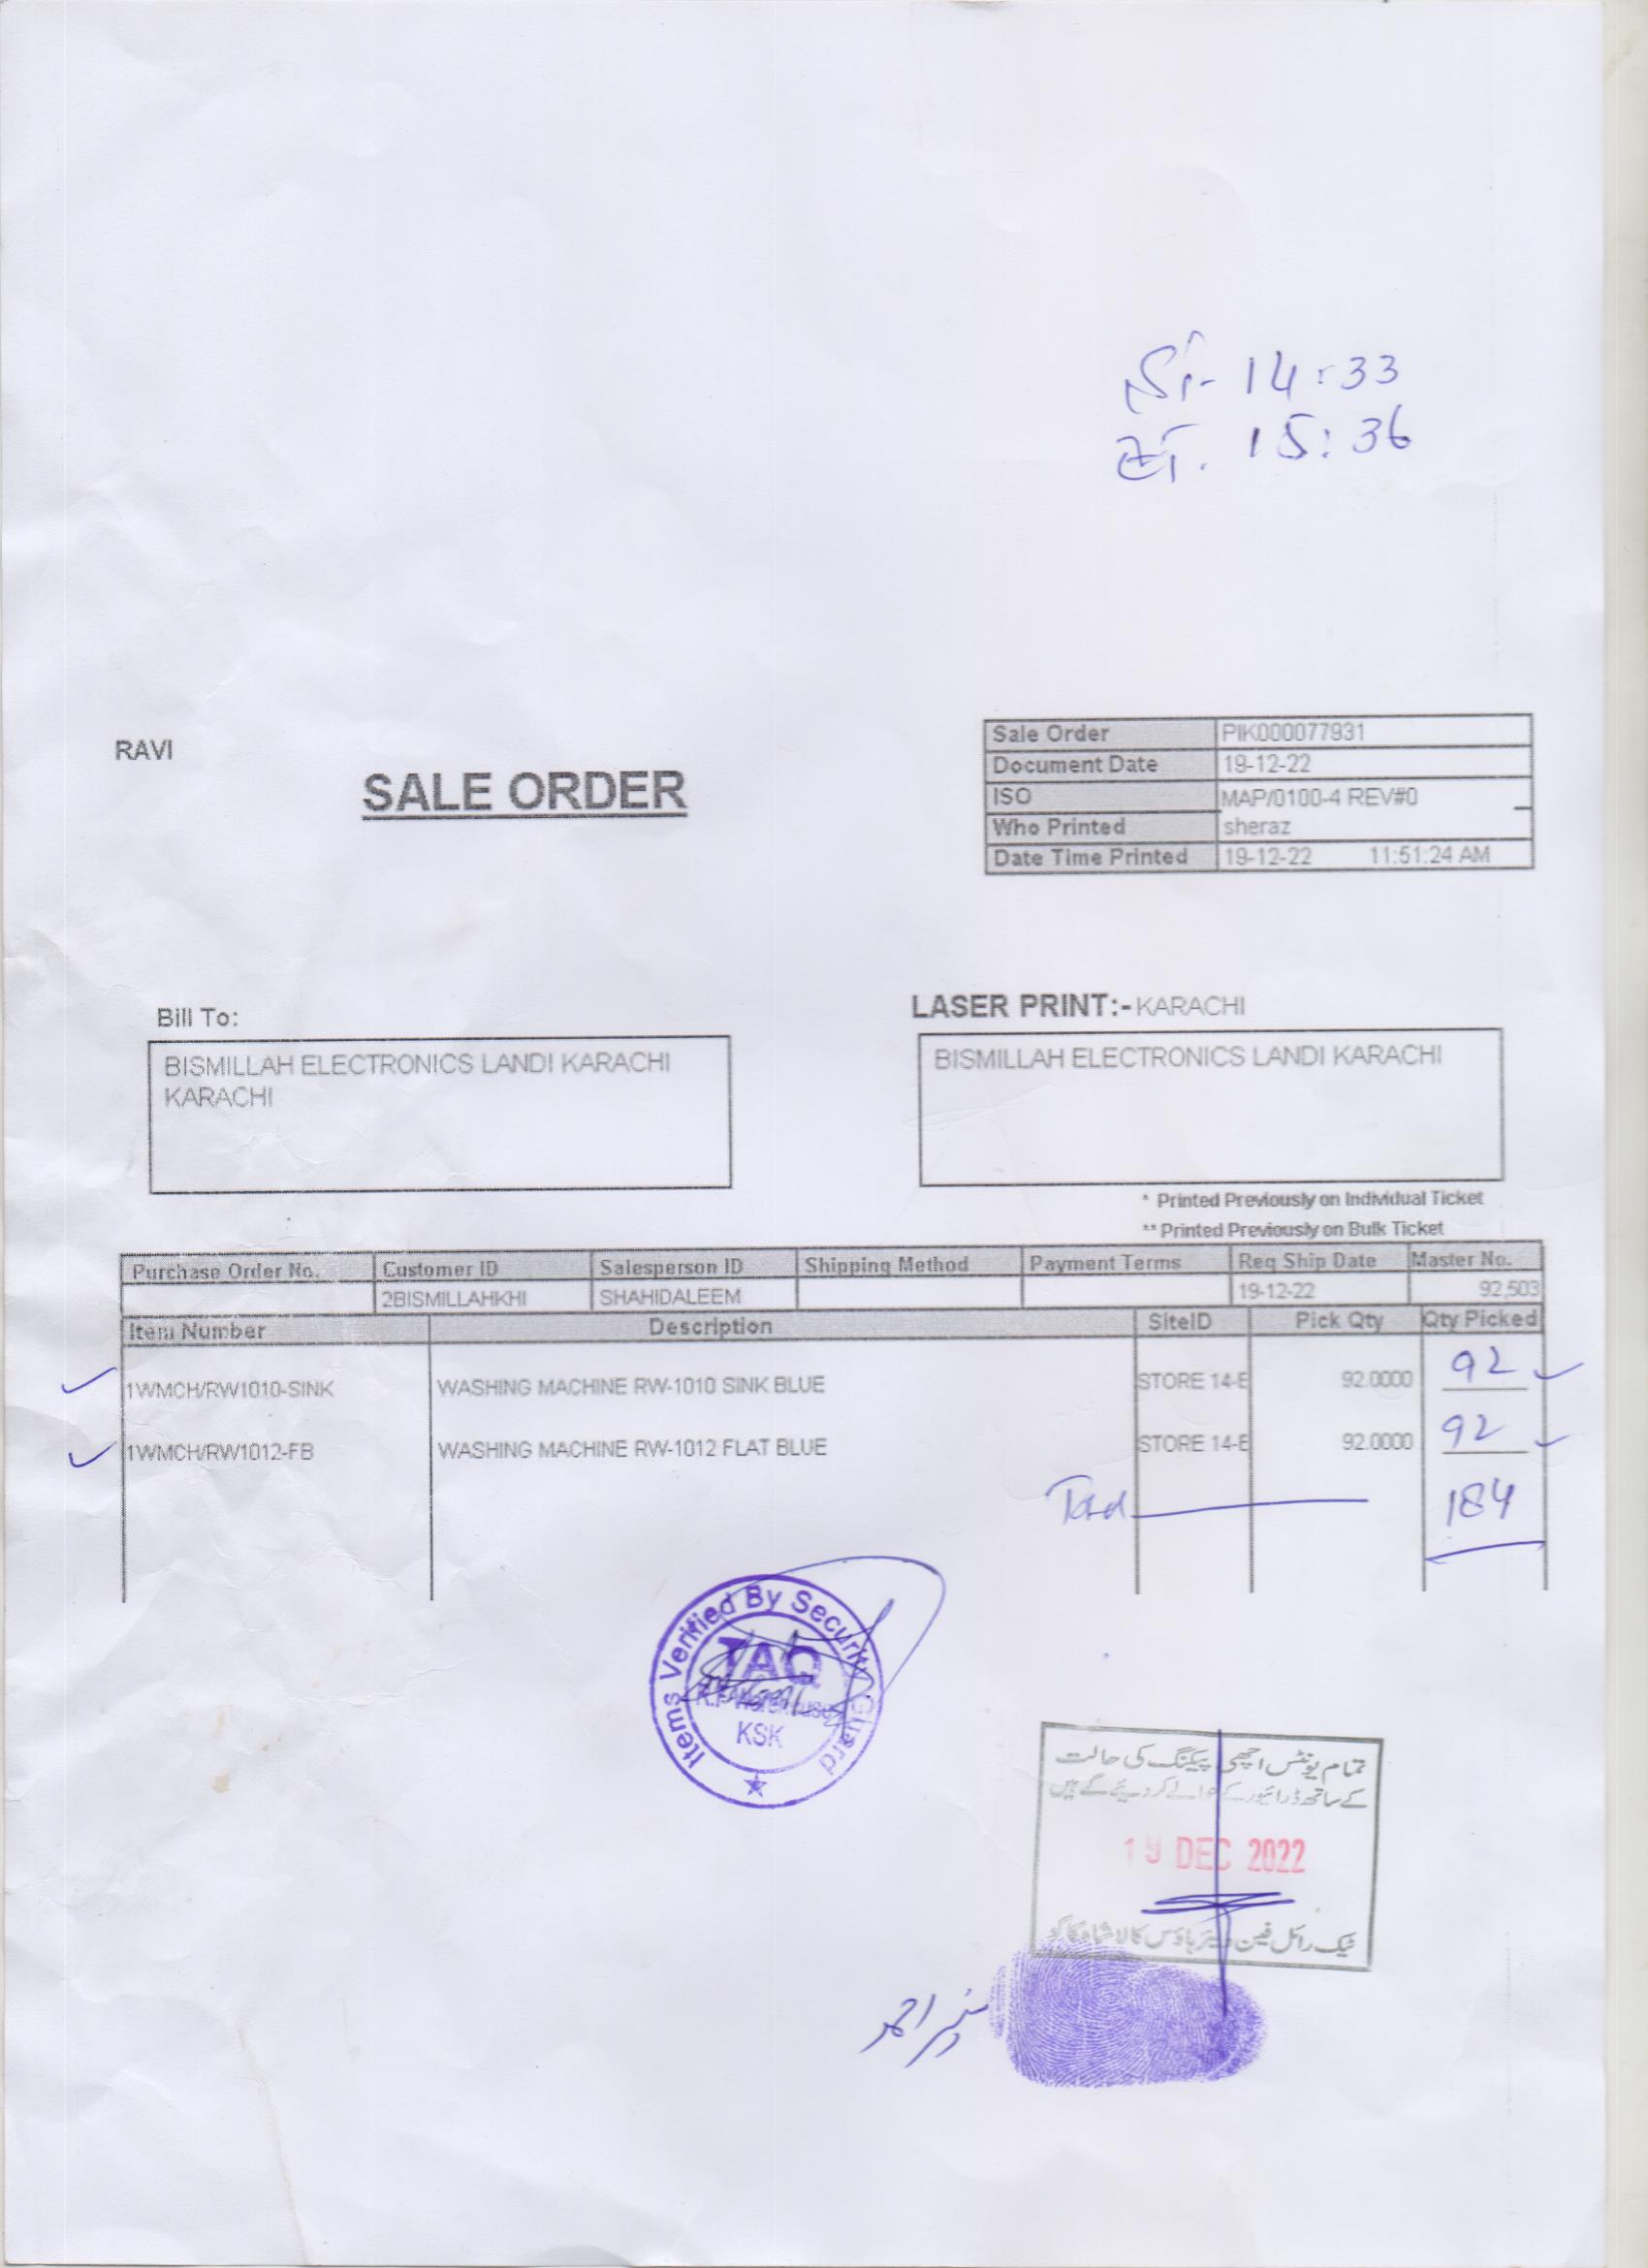 ST- 14:33
ET. 15:36
RAVI
SALE ORDER
Sale Order PIK000077931
Document Date 19-12-22
ISO MAP/0100-4 REV#0
Who Printed sheraz
Date Time Printed 19-12-22 11:51:24 AM
Bill To:
BISMILLAH ELECTRONICS LANDI KARACHI
KARACHI
LASER PRINT:- KARACHI
BISMILLAH ELECTRONICS LANDI KARACHI
* Printed Previously on Individual Ticket
** Printed Previously on Bulk Ticket
Purchase Order No. Customer ID Salesperson ID Shipping Method Payment Terms Req Ship Date Master No.
2BISMILLAHKHI SHAHIDALEEM 19-12-22 92,503
Item Number Description SiteID Pick Qty Qty Picked
1WMCH/RW1010-SINK WASHING MACHINE RW-1010 SINK BLUE STORE 14-E 92.0000 92
1WMCH/RW1012-FB WASHING MACHINE RW-1012 FLAT BLUE STORE 14-E 92.0000 92
Total 184
Items Verified By Security Guard
TAQ
R.F Warehouse
KSK
تمام یونٹس اچھی پیکنگ کی حالت
کے ساتھ ڈرائیور کے حوالے کر دیئے گئے ہیں
19 DEC 2022
ٹیک رائل فین ویئر ہاؤس کالا شاہ کاکو
منیر احمد